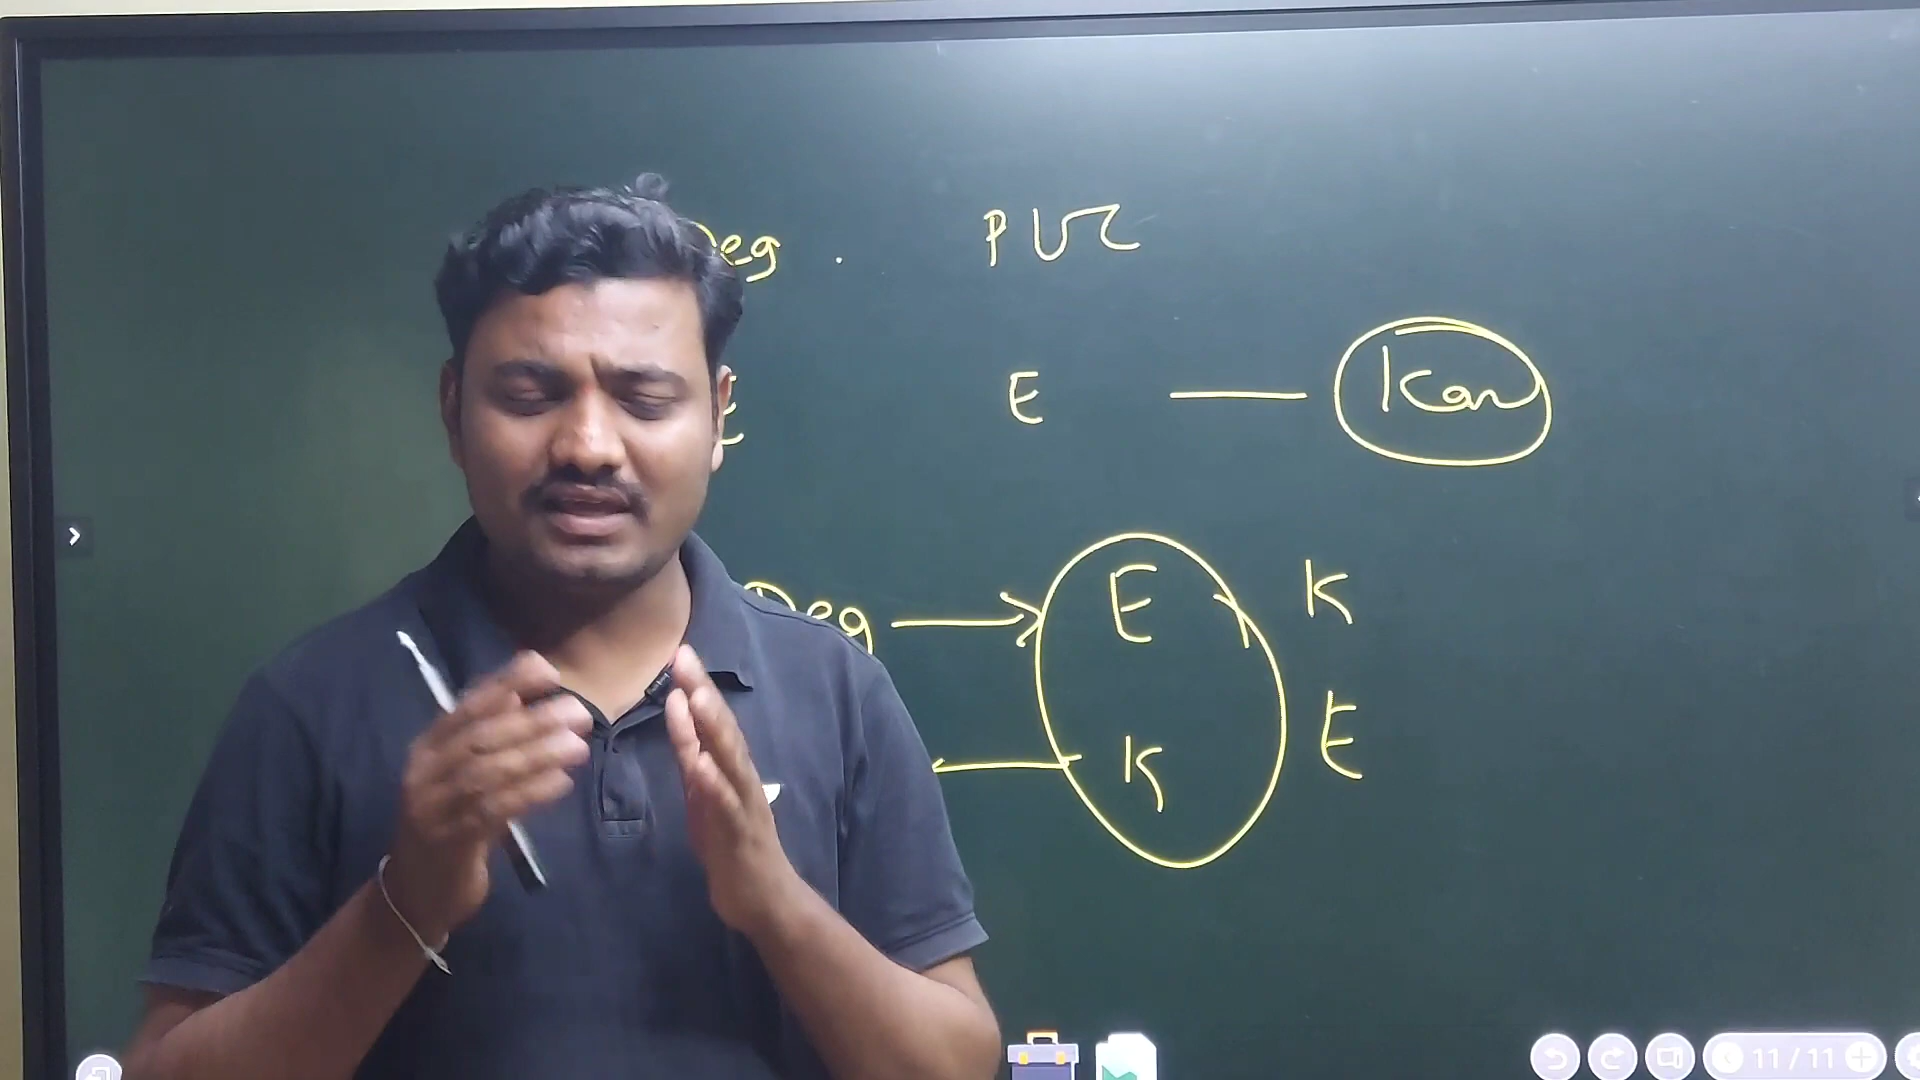 Deg . PUC
E E — Kan
Deg → E K
← K E
11/11